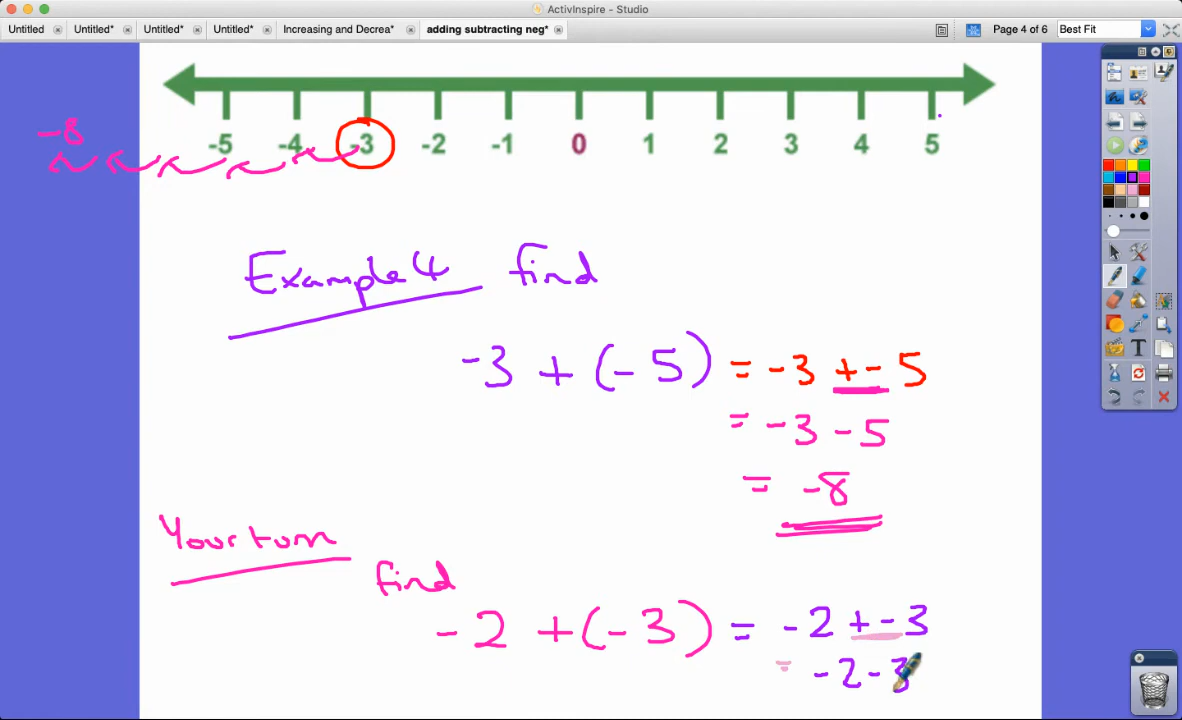 ActivInspire - Studio
Untitled Untitled* Untitled* Untitled* Increasing and Decrea* adding subtracting neg* Page 4 of 6 Best Fit
-8
-5 -4 -3 -2 -1 0 1 2 3 4 5
Example 4 find
-3 + (-5) = -3 +- 5
= -3 - 5
= -8
Your turn
find
-2 + (-3) = -2 +- 3
= -2 - 3